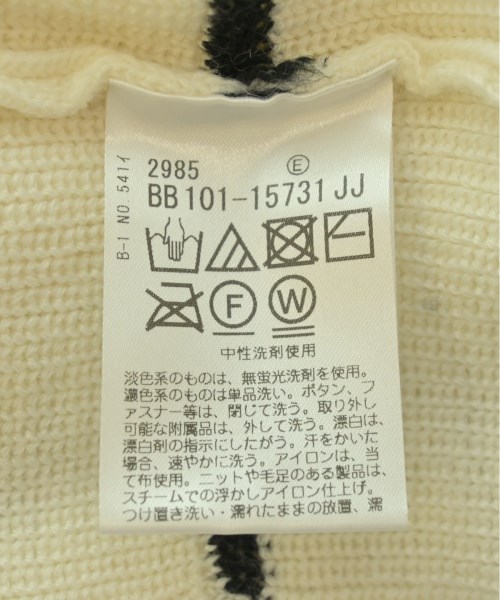 B-1 NO. 541イ
2985 Ⓔ
BB101-15731 JJ
F W
中性洗剤使用
淡色系のものは、無蛍光洗剤を使用。
濃色系のものは単品洗い。ボタン、フ
ァスナー等は、閉じて洗う。取り外し
可能な附属品は、外して洗う。漂白は、
漂白剤の指示にしたがう。汗をかいた
場合、速やかに洗う。アイロンは、当
て布使用。ニットや毛足のある製品は、
スチームでの浮かしアイロン仕上げ。
つけ置き洗い・濡れたままの放置、濡